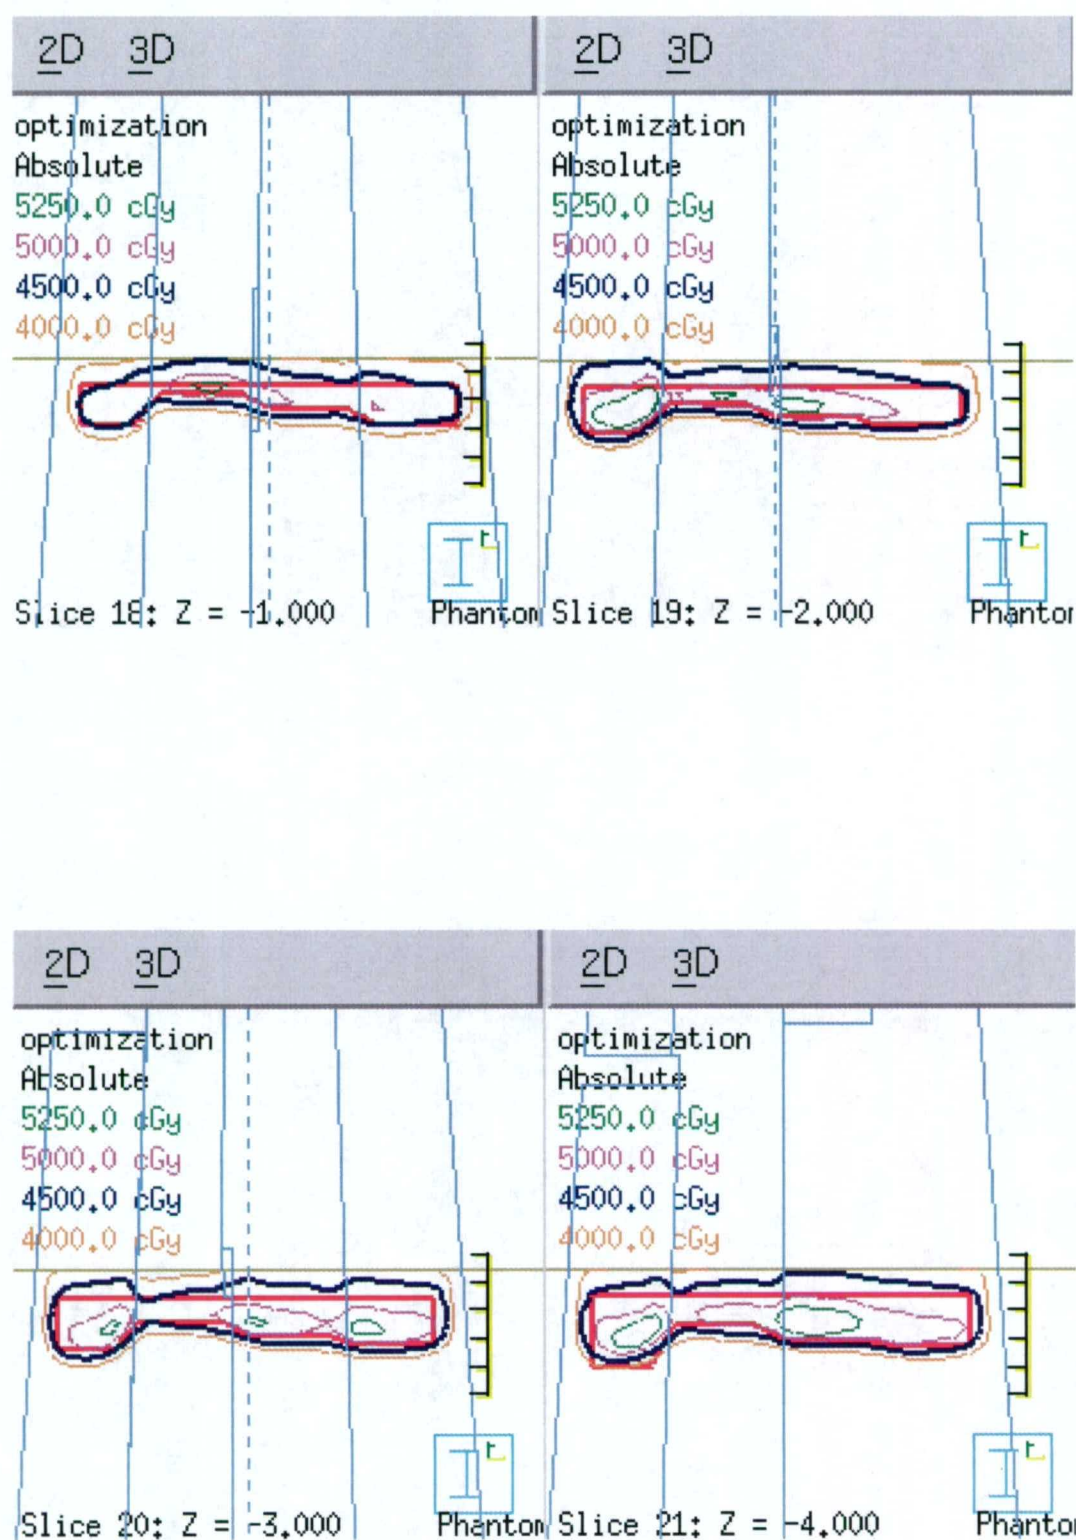 2D 3D
optimization
Absolute
5250.0 cGy
5000.0 cGy
4500.0 cGy
4000.0 cGy
Slice 18: Z = -1.000 Phantom
2D 3D
optimization
Absolute
5250.0 cGy
5000.0 cGy
4500.0 cGy
4000.0 cGy
Slice 19: Z = -2.000 Phantom
2D 3D
optimization
Absolute
5250.0 cGy
5000.0 cGy
4500.0 cGy
4000.0 cGy
Slice 20: Z = -3.000 Phantom
2D 3D
optimization
Absolute
5250.0 cGy
5000.0 cGy
4500.0 cGy
4000.0 cGy
Slice 21: Z = -4.000 Phanto